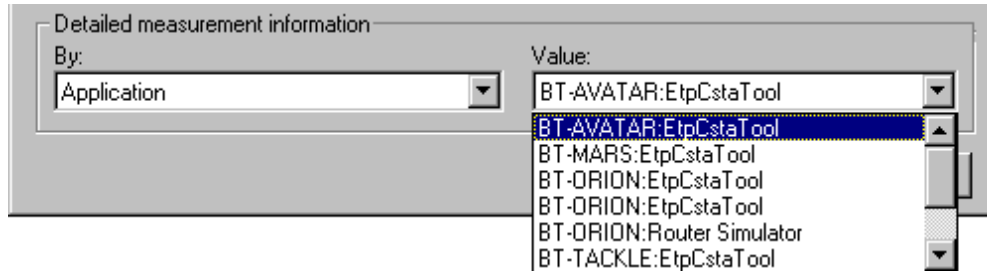 Detailed measurement information
By:
Value:
Application
BT-AVATAR:EtpCstaTool
BT-AVATAR:EtpCstaTool
BT-MARS:EtpCstaTool
BT-ORION:EtpCstaTool
BT-ORION:EtpCstaTool
BT-ORION:Router Simulator
BT-TACKLE:EtpCstaTool